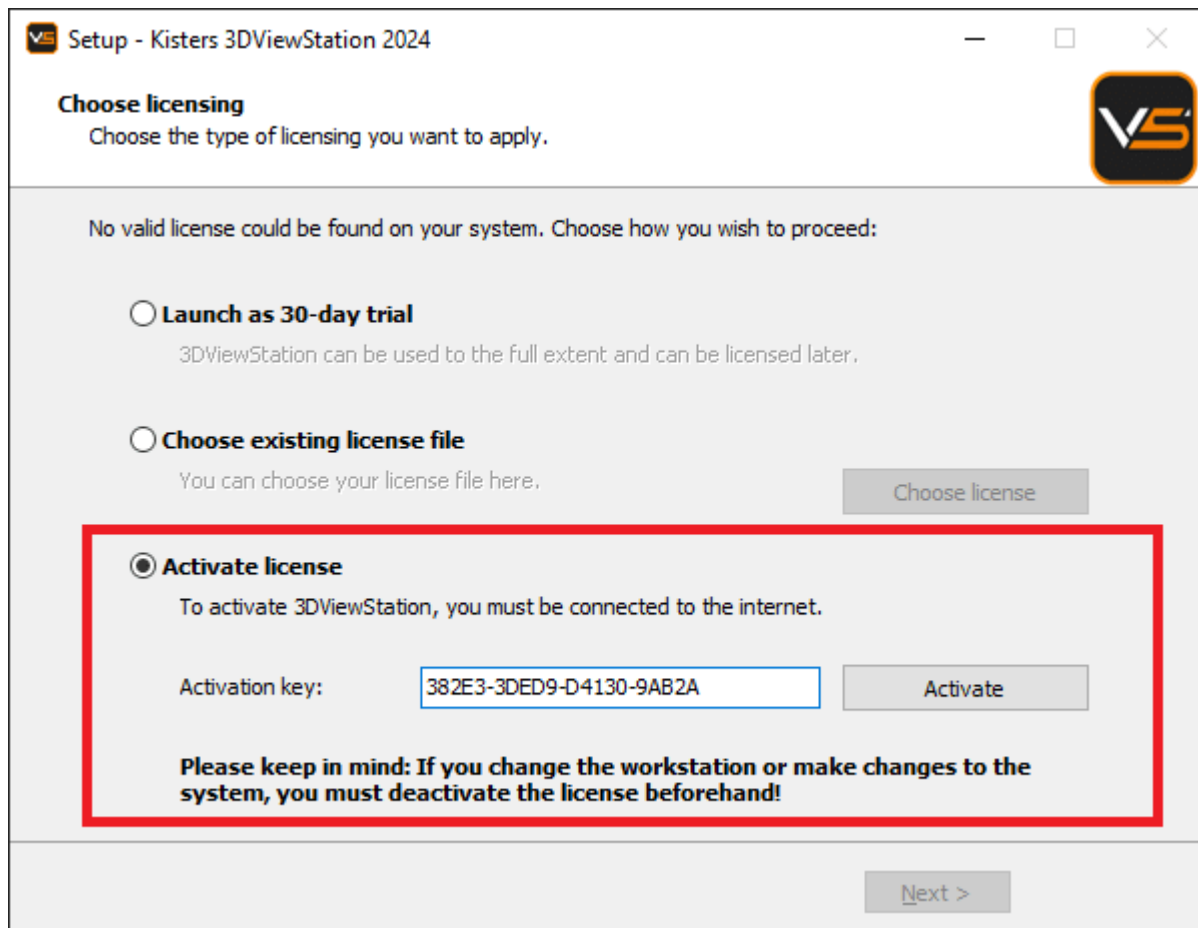 VS Setup - Kisters 3DViewStation 2024
Choose licensing
Choose the type of licensing you want to apply.
VS
No valid license could be found on your system. Choose how you wish to proceed:
Launch as 30-day trial
3DViewStation can be used to the full extent and can be licensed later.
Choose existing license file
You can choose your license file here.
Choose license
Activate license
To activate 3DViewStation, you must be connected to the internet.
Activation key: 382E3-3DED9-D4130-9AB2A Activate
Please keep in mind: If you change the workstation or make changes to the
system, you must deactivate the license beforehand!
Next >